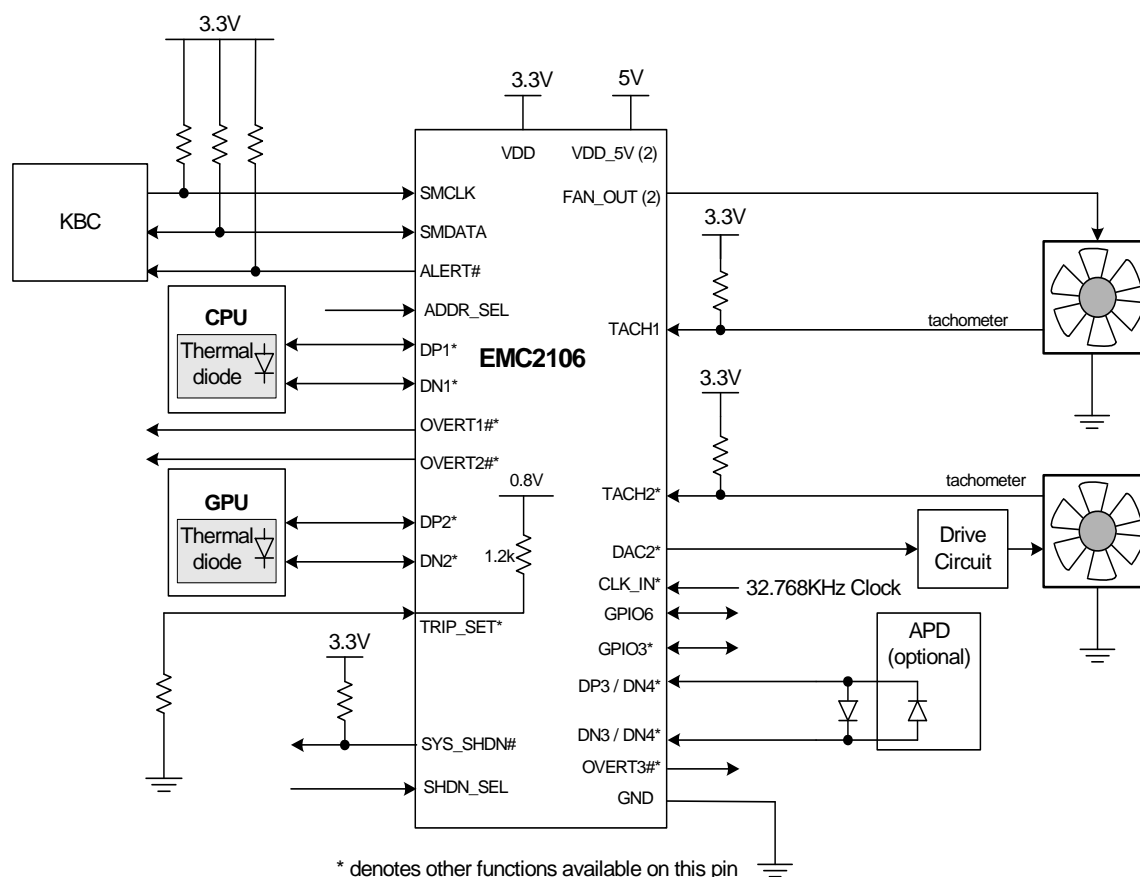 3.3V
3.3V
5V
VDD
VDD_5V (2)
KBC
SMCLK
FAN_OUT (2)
SMDATA
3.3V
ALERT#
ADDR_SEL
CPU
Thermal
diode
DP1*
DN1*
EMC2106
TACH1
tachometer
3.3V
OVERT1#*
OVERT2#*
GPU
Thermal
diode
DP2*
DN2*
0.8V
1.2k
TACH2*
tachometer
DAC2*
Drive
Circuit
CLK_IN*
32.768KHz Clock
GPIO6
TRIP_SET*
GPIO3*
APD
(optional)
3.3V
DP3 / DN4*
DN3 / DN4*
SYS_SHDN#
OVERT3#*
SHDN_SEL
GND
* denotes other functions available on this pin